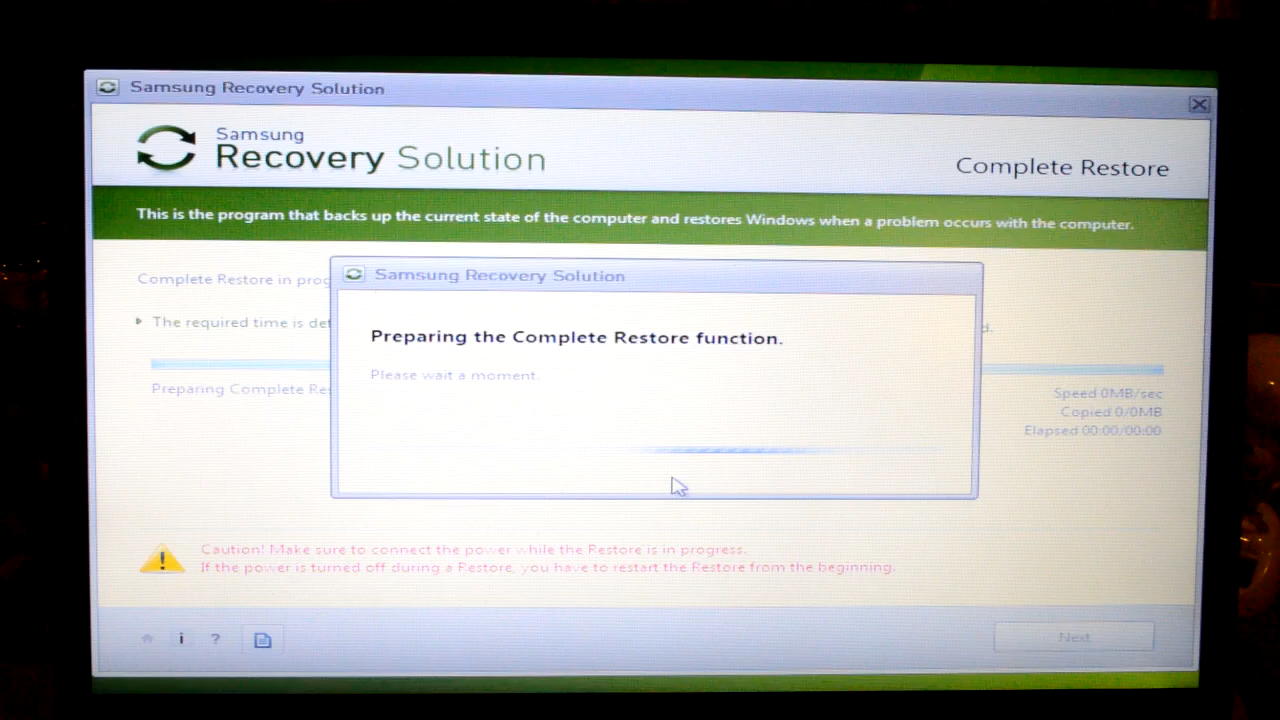 Samsung Recovery Solution
Samsung
Recovery Solution
Complete Restore
This is the program that backs up the current state of the computer and restores Windows when a problem occurs with the computer.
Complete Restore in prog
Samsung Recovery Solution
The required time is det
d.
Preparing the Complete Restore function.
Please wait a moment.
Preparing Complete Res
Speed 0MB/sec
Copied 0/0MB
Elapsed 00:00/00:00
Caution! Make sure to connect the power while the Restore is in progress.
If the power is turned off during a Restore, you have to restart the Restore from the beginning.
i ?
Next